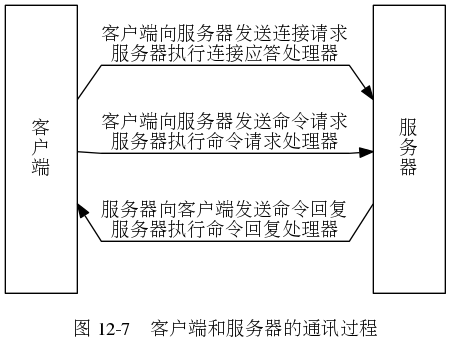 客户端向服务器发送连接请求
服务器执行连接应答处理器
客户端
客户端向服务器发送命令请求
服务器执行命令请求处理器
服务器
服务器向客户端发送命令回复
服务器执行命令回复处理器
图 12-7 客户端和服务器的通讯过程